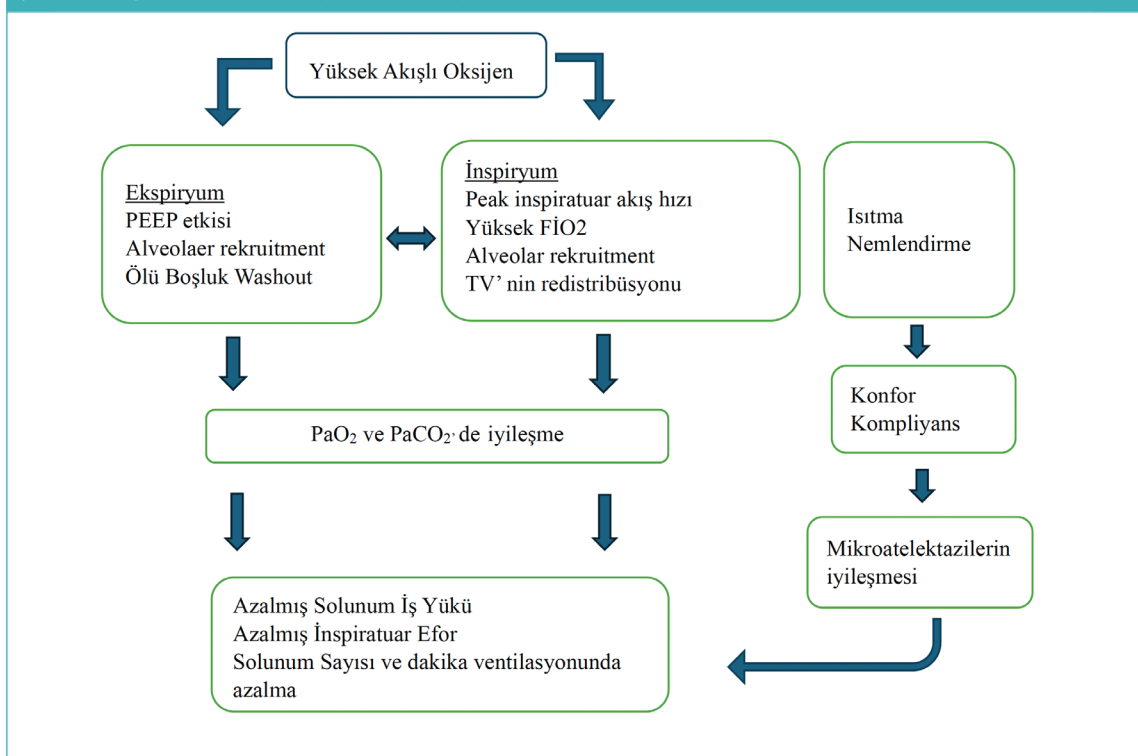 Yüksek Akışlı Oksijen
Ekspiryum
PEEP etkisi
Alveolaer rekruitment
Ölü Boşluk Washout
İnspiryum
Peak inspiratuar akış hızı
Yüksek FİO2
Alveolar rekruitment
TV’ nin redistribüsyonu
Isıtma
Nemlendirme
PaO₂ ve PaCO₂’ de iyileşme
Konfor
Kompliyans
Mikroatelektazilerin
iyileşmesi
Azalmış Solunum İş Yükü
Azalmış İnspiratuar Efor
Solunum Sayısı ve dakika ventilasyonunda
azalma